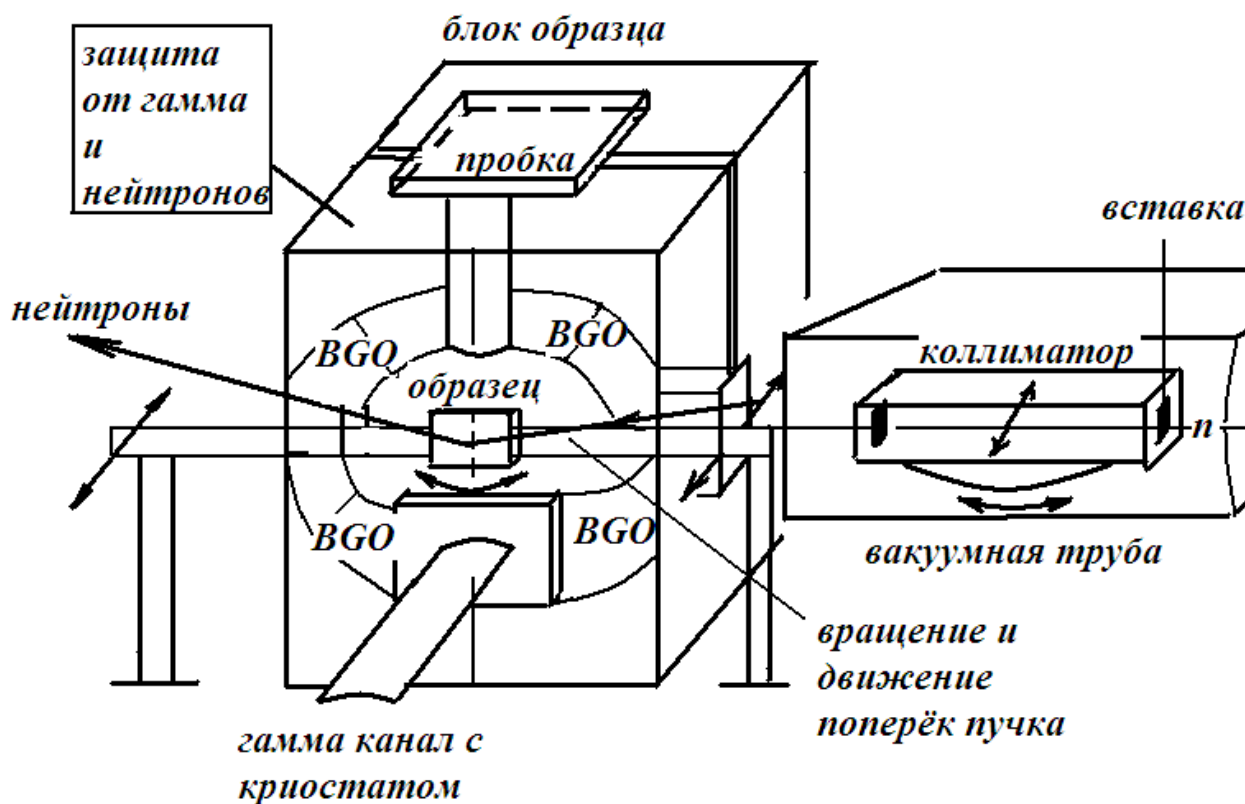 блок образца
защита
от гамма
и
нейтронов
пробка
вставка
нейтроны
BGO
BGO
образец
коллиматор
n
BGO
BGO
вакуумная труба
вращение и
движение
поперёк пучка
гамма канал с
криостатом